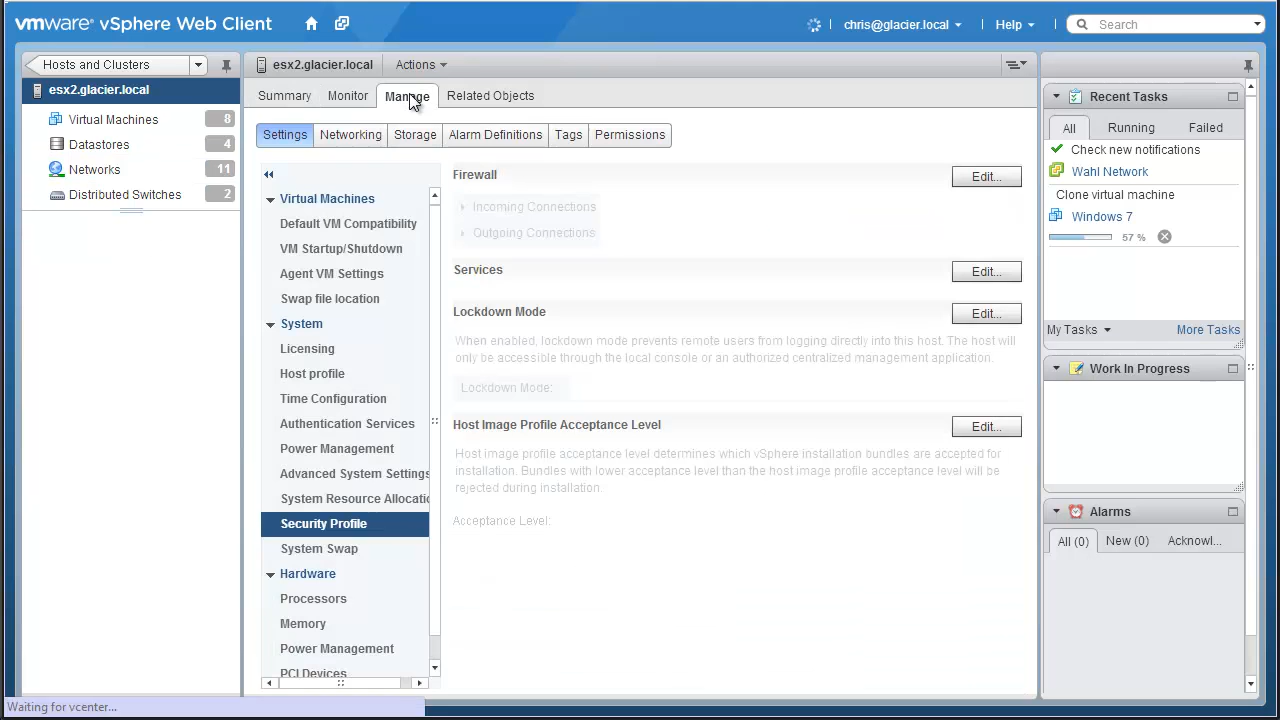 vmware® vSphere Web Client
chris@glacier.local
Help
Search
Hosts and Clusters
esx2.glacier.local
Virtual Machines 8
Datastores 4
Networks 11
Distributed Switches 2
esx2.glacier.local
Actions
Summary
Monitor
Manage
Related Objects
Settings
Networking
Storage
Alarm Definitions
Tags
Permissions
Virtual Machines
Default VM Compatibility
VM Startup/Shutdown
Agent VM Settings
Swap file location
System
Licensing
Host profile
Time Configuration
Authentication Services
Power Management
Advanced System Settings
System Resource Allocatio
Security Profile
System Swap
Hardware
Processors
Memory
Power Management
PCI Devices
Firewall
Edit...
Incoming Connections
Outgoing Connections
Services
Edit...
Lockdown Mode
Edit...
When enabled, lockdown mode prevents remote users from logging directly into this host. The host will
only be accessible through the local console or an authorized centralized management application.
Lockdown Mode:
Host Image Profile Acceptance Level
Edit...
Host image profile acceptance level determines which vSphere installation bundles are accepted for
installation. Bundles with lower acceptance level than the host image profile acceptance level will be
rejected during installation.
Acceptance Level:
Recent Tasks
All
Running
Failed
Check new notifications
Wahl Network
Clone virtual machine
Windows 7
57 %
My Tasks
More Tasks
Work In Progress
Alarms
All (0)
New (0)
Acknowl...
Waiting for vcenter...